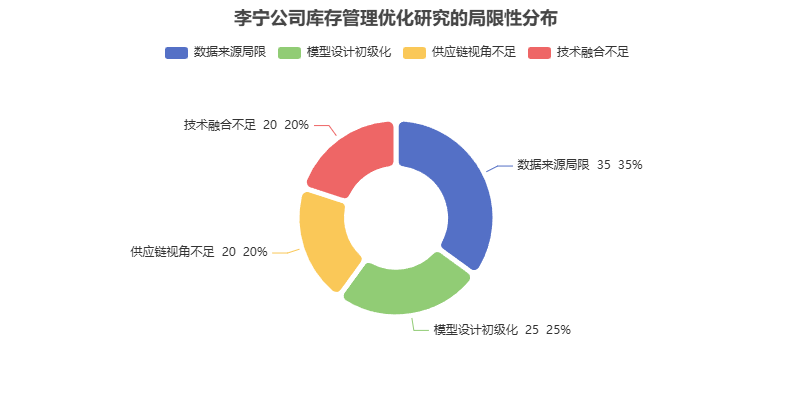 李宁公司库存管理优化研究的局限性分布
数据来源局限 模型设计初级化 供应链视角不足 技术融合不足
技术融合不足 20 20%
数据来源局限 35 35%
供应链视角不足 20 20%
模型设计初级化 25 25%